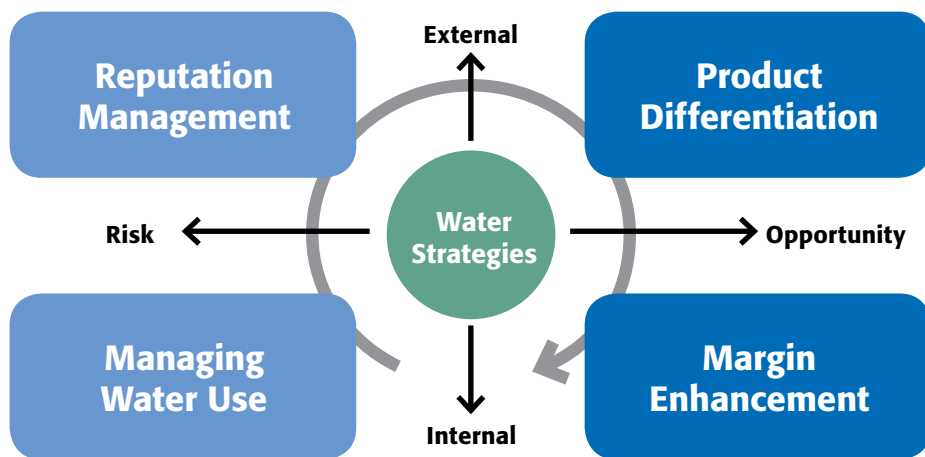 External
Reputation
Management
Product
Differentiation
Risk
Water
Strategies
Opportunity
Managing
Water Use
Margin
Enhancement
Internal